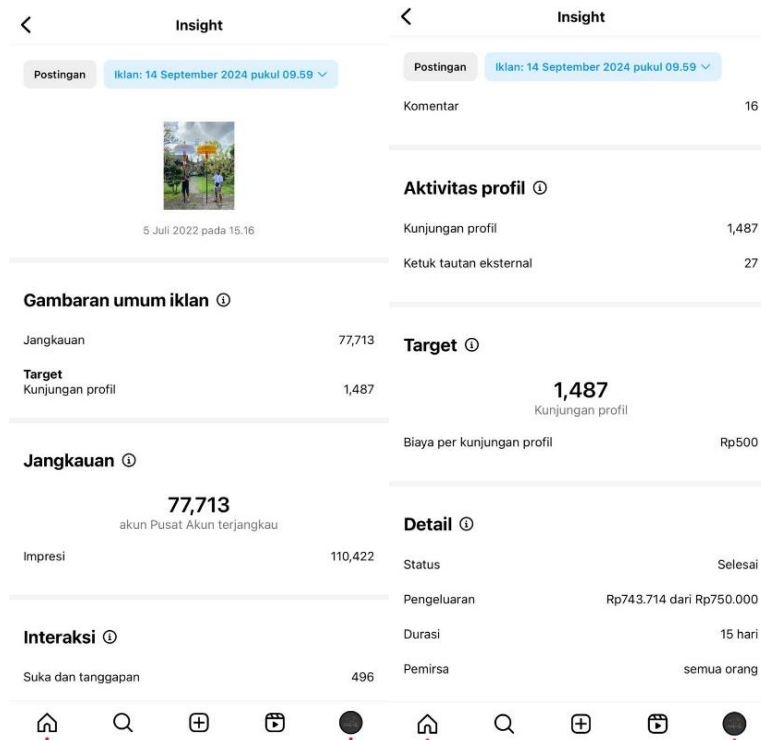 Insight
Postingan
Iklan: 14 September 2024 pukul 09.59
5 Juli 2022 pada 15.16
Gambaran umum iklan
Jangkauan 77,713
Target
Kunjungan profil 1,487
Jangkauan
77,713
akun Pusat Akun terjangkau
Impresi 110,422
Interaksi
Suka dan tanggapan 496
Insight
Postingan
Iklan: 14 September 2024 pukul 09.59
Komentar 16
Aktivitas profil
Kunjungan profil 1,487
Ketuk tautan eksternal 27
Target
1,487
Kunjungan profil
Biaya per kunjungan profil Rp500
Detail
Status Selesai
Pengeluaran Rp743.714 dari Rp750.000
Durasi 15 hari
Pemirsa semua orang